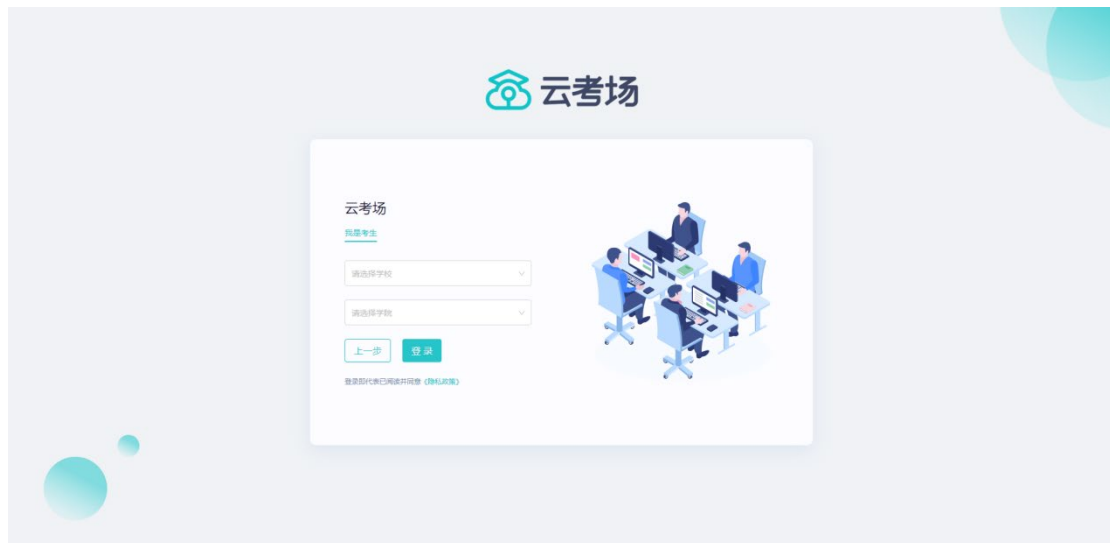 云考场
云考场
我是考生
请选择学校
请选择学院
上一步 登录
登录即代表已阅读并同意《隐私政策》